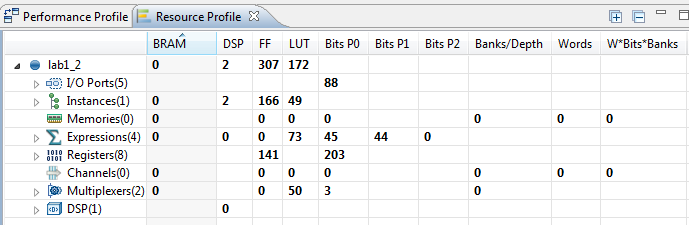 Performance Profile Resource Profile
BRAM DSP FF LUT Bits P0 Bits P1 Bits P2 Banks/Depth Words W*Bits*Banks
lab1_2 0 2 307 172
I/O Ports(5) 88
Instances(1) 0 2 166 49
Memories(0) 0 0 0 0 0 0 0
Expressions(4) 0 0 0 73 45 44 0
Registers(8) 141 203
Channels(0) 0 0 0 0 0 0 0
Multiplexers(2) 0 0 50 3 0
DSP(1) 0